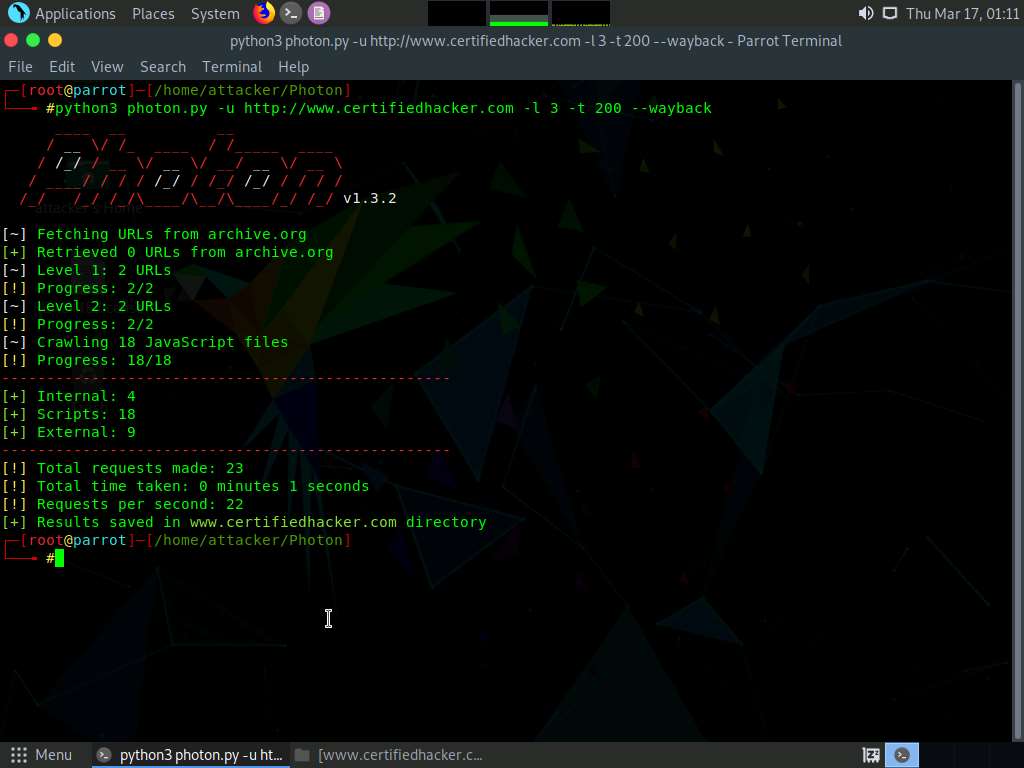 Applications Places System Thu Mar 17, 01:11
python3 photon.py -u http://www.certifiedhacker.com -l 3 -t 200 --wayback - Parrot Terminal
File Edit View Search Terminal Help
┌─[root@parrot]─[/home/attacker/Photon]
└──╼ #python3 photon.py -u http://www.certifiedhacker.com -l 3 -t 200 --wayback
Photon v1.3.2
attacker's Home
[~] Fetching URLs from archive.org
[+] Retrieved 0 URLs from archive.org
[~] Level 1: 2 URLs
[!] Progress: 2/2
[~] Level 2: 2 URLs
[!] Progress: 2/2
[~] Crawling 18 JavaScript files
[!] Progress: 18/18
--------------------------------------------------
[+] Internal: 4
[+] Scripts: 18
[+] External: 9
--------------------------------------------------
[!] Total requests made: 23
[!] Total time taken: 0 minutes 1 seconds
[!] Requests per second: 22
[+] Results saved in www.certifiedhacker.com directory
┌─[root@parrot]─[/home/attacker/Photon]
└──╼ #
Menu python3 photon.py -u ht... [www.certifiedhacker.c...